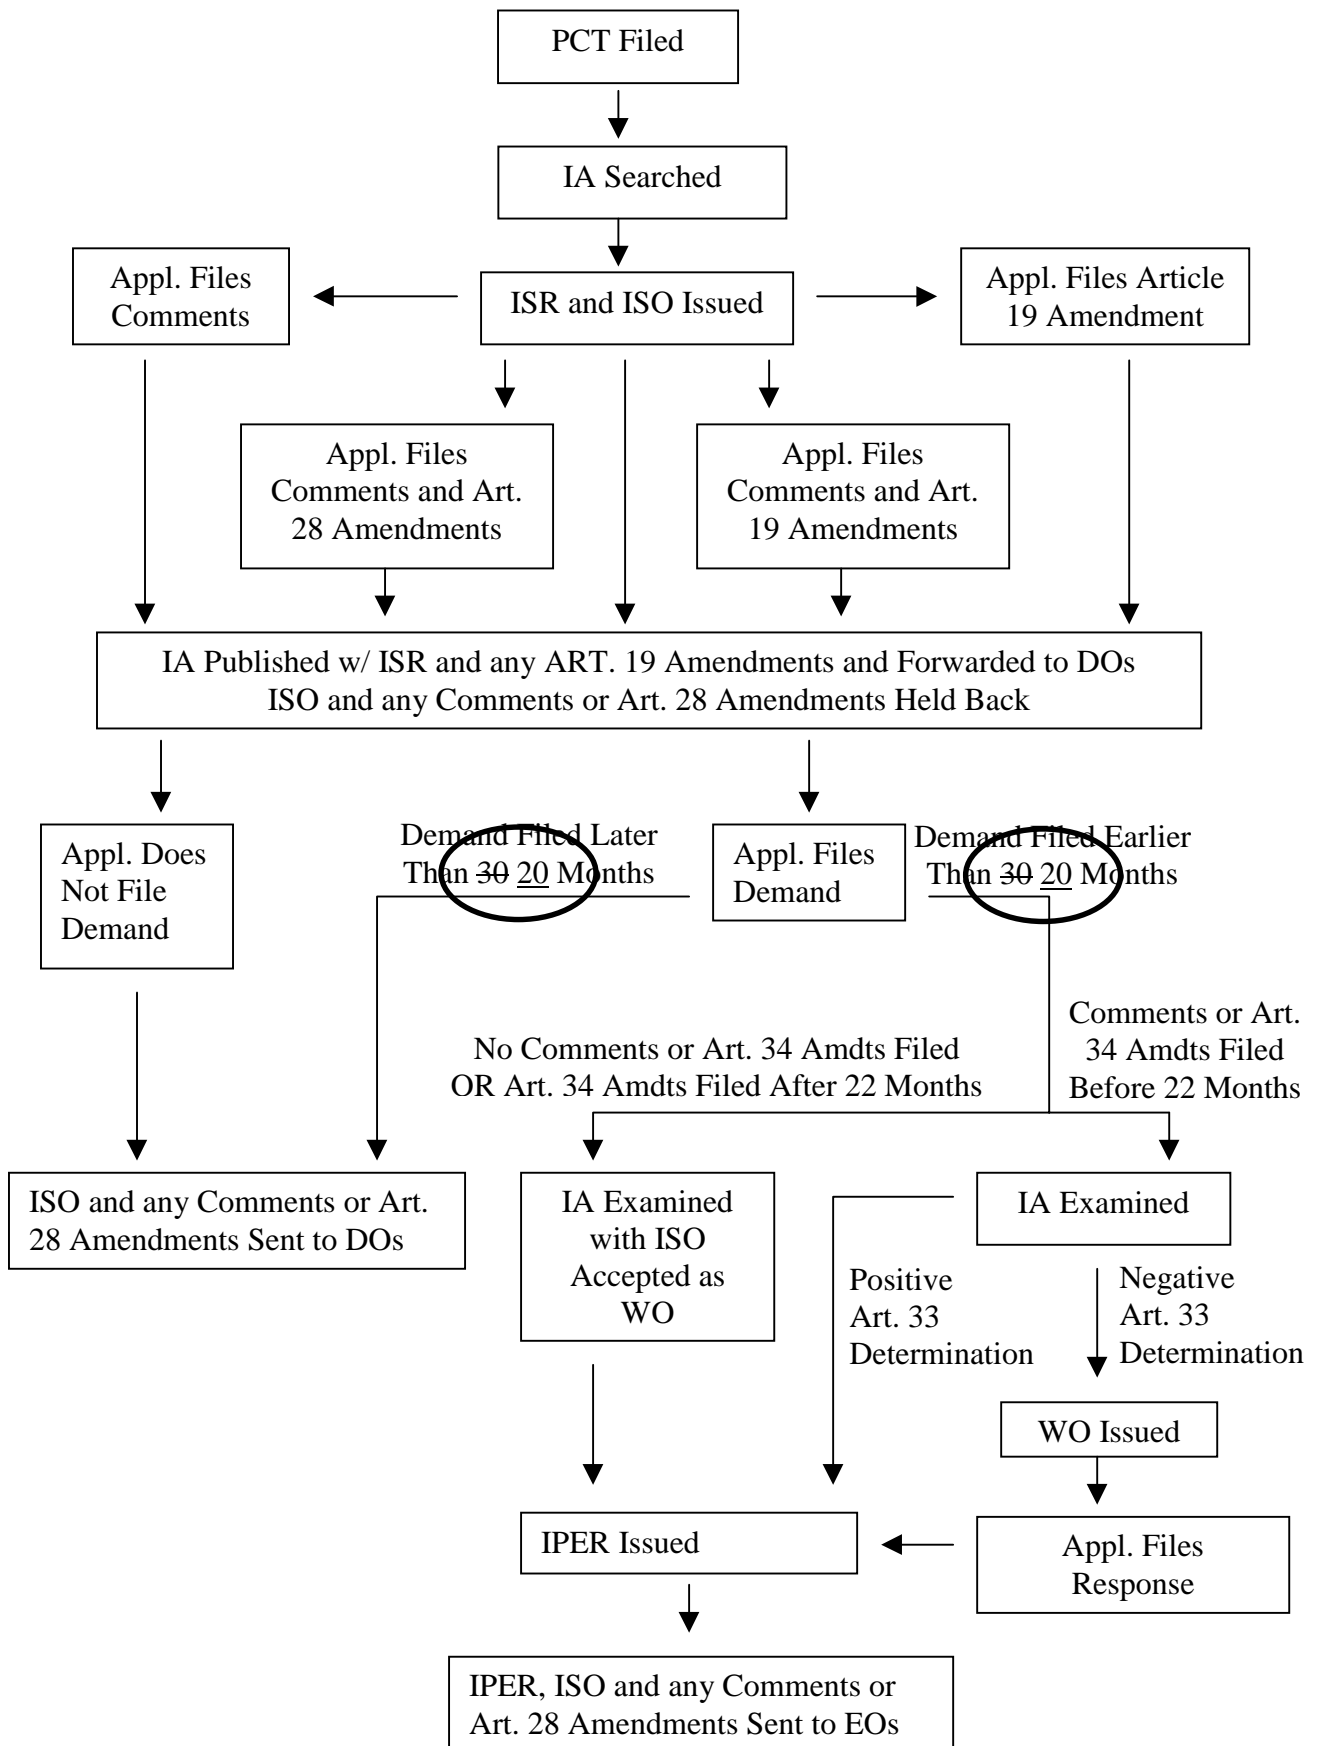 PCT Filed
IA Searched
Appl. Files
Comments
ISR and ISO Issued
Appl. Files Article
19 Amendment
Appl. Files
Comments and Art.
28 Amendments
Appl. Files
Comments and Art.
19 Amendments
IA Published w/ ISR and any ART. 19 Amendments and Forwarded to DOs
ISO and any Comments or Art. 28 Amendments Held Back
Appl. Does
Not File
Demand
Demand Filed Later
Than 30 20 Months
Appl. Files
Demand
Demand Filed Earlier
Than 30 20 Months
No Comments or Art. 34 Amdts Filed
OR Art. 34 Amdts Filed After 22 Months
Comments or Art.
34 Amdts Filed
Before 22 Months
ISO and any Comments or Art.
28 Amendments Sent to DOs
IA Examined
with ISO
Accepted as
WO
IA Examined
Positive
Art. 33
Determination
Negative
Art. 33
Determination
WO Issued
IPER Issued
Appl. Files
Response
IPER, ISO and any Comments or
Art. 28 Amendments Sent to EOs